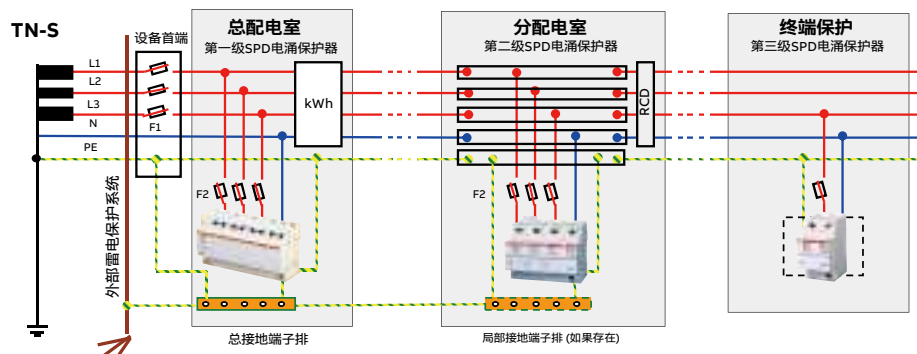 TN-S
设备首端
总配电室
第一级SPD电涌保护器
分配电室
第二级SPD电涌保护器
终端保护
第三级SPD电涌保护器
L1
L2
L3
N
PE
F1
kWh
RCD
F2
F2
外部雷电保护系统
总接地端子排
局部接地端子排 (如果存在)